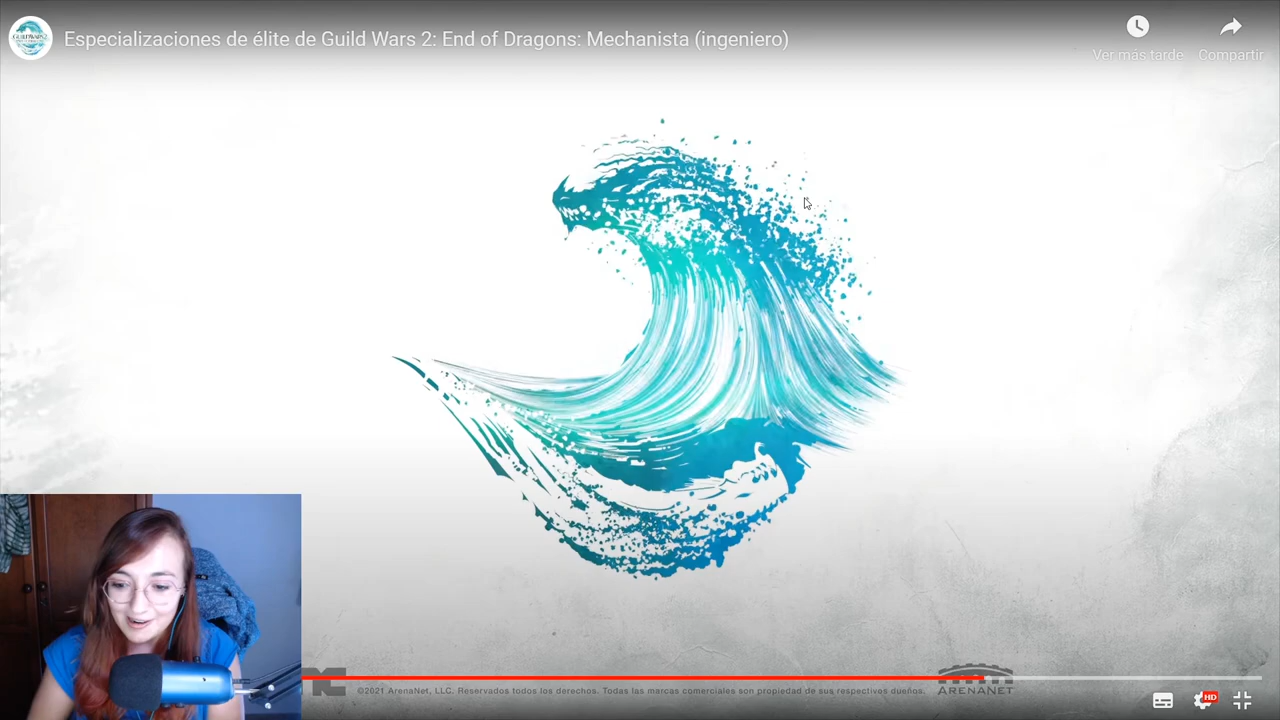 Especializaciones de élite de Guild Wars 2: End of Dragons: Mechanista (ingeniero)
Ver más tarde
Compartir
©2021 ArenaNet, LLC. Reservados todos los derechos. Todas las marcas comerciales son propiedad de sus respectivos dueños.
ARENANET
HD